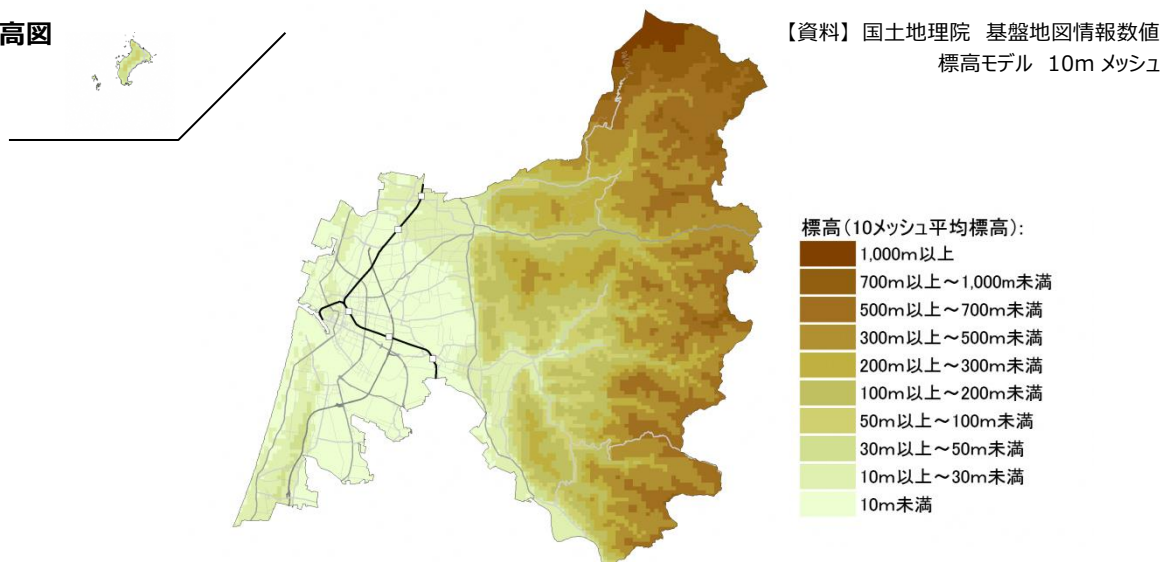 高図
【資料】 国土地理院 基盤地図情報数値
標高モデル 10m メッシュ
標高(10メッシュ平均標高):
1,000m以上
700m以上～1,000m未満
500m以上～700m未満
300m以上～500m未満
200m以上～300m未満
100m以上～200m未満
50m以上～100m未満
30m以上～50m未満
10m以上～30m未満
10m未満